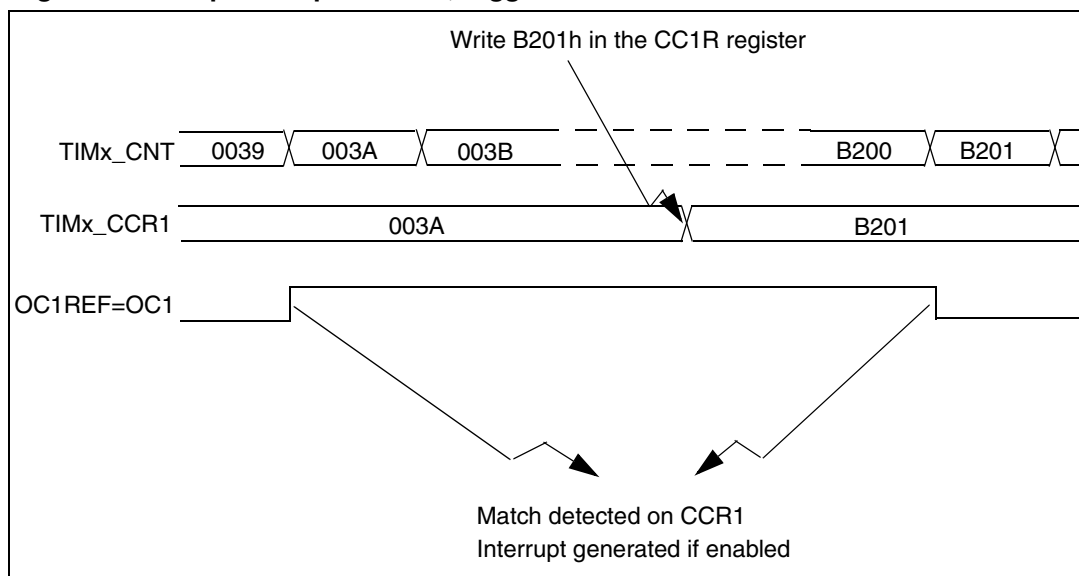 Write B201h in the CC1R register
TIMx_CNT 0039 003A 003B B200 B201
TIMx_CCR1 003A B201
OC1REF=OC1
Match detected on CCR1
Interrupt generated if enabled